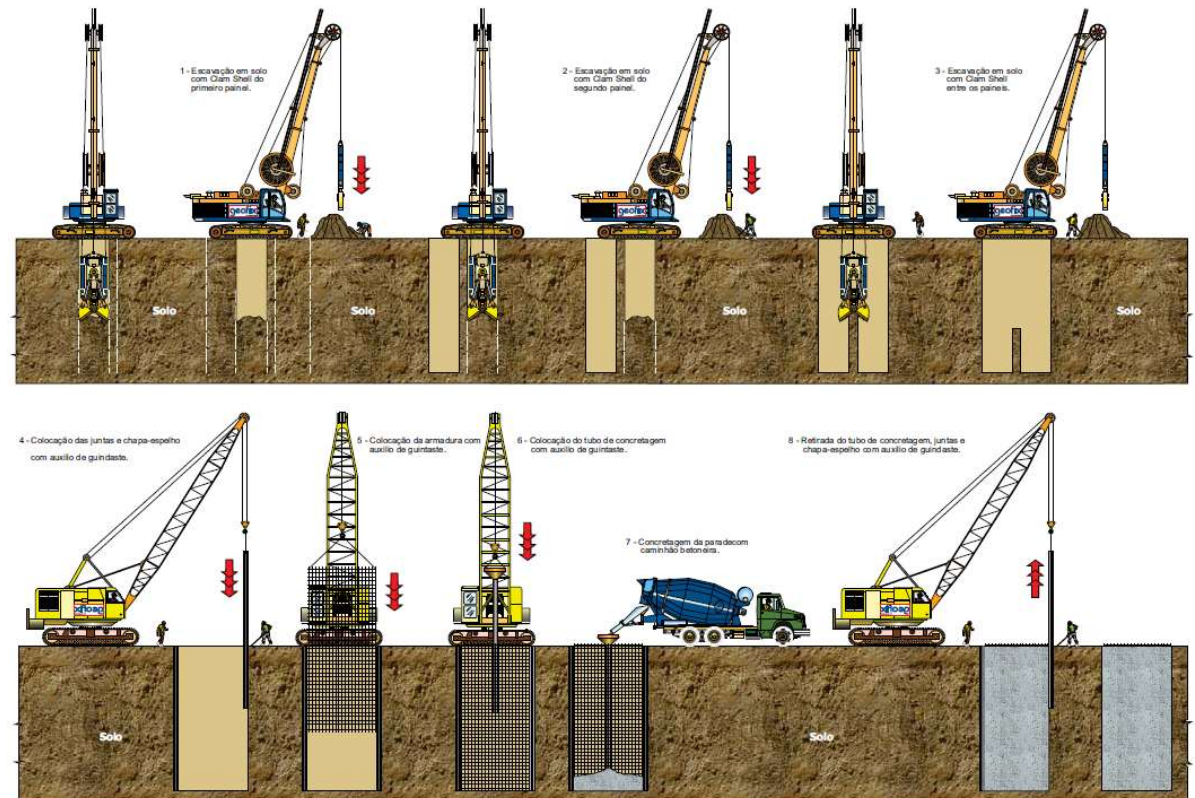 1 - Escavação em solo
com Clam Shell do
primeiro painel.
2 - Escavação em solo
com Clam Shell do
segundo painel.
3 - Escavação em solo
com Clam Shell
entre os paineis.
geofix
geofix
geofix
Solo
Solo
Solo
Solo
4 - Colocação das juntas e chapa-espelho
com auxilio de guindaste.
5 - Colocação da armadura com
auxilio de guintaste.
6 - Colocação do tubo de concretagem
com auxilio de guintaste.
7 - Concretagem da paradecom
caminhão betoneira.
8 - Retirada do tubo de concretagem, juntas e
chapa-espelho com auxilio de guindaste.
geofix
Solo
Solo